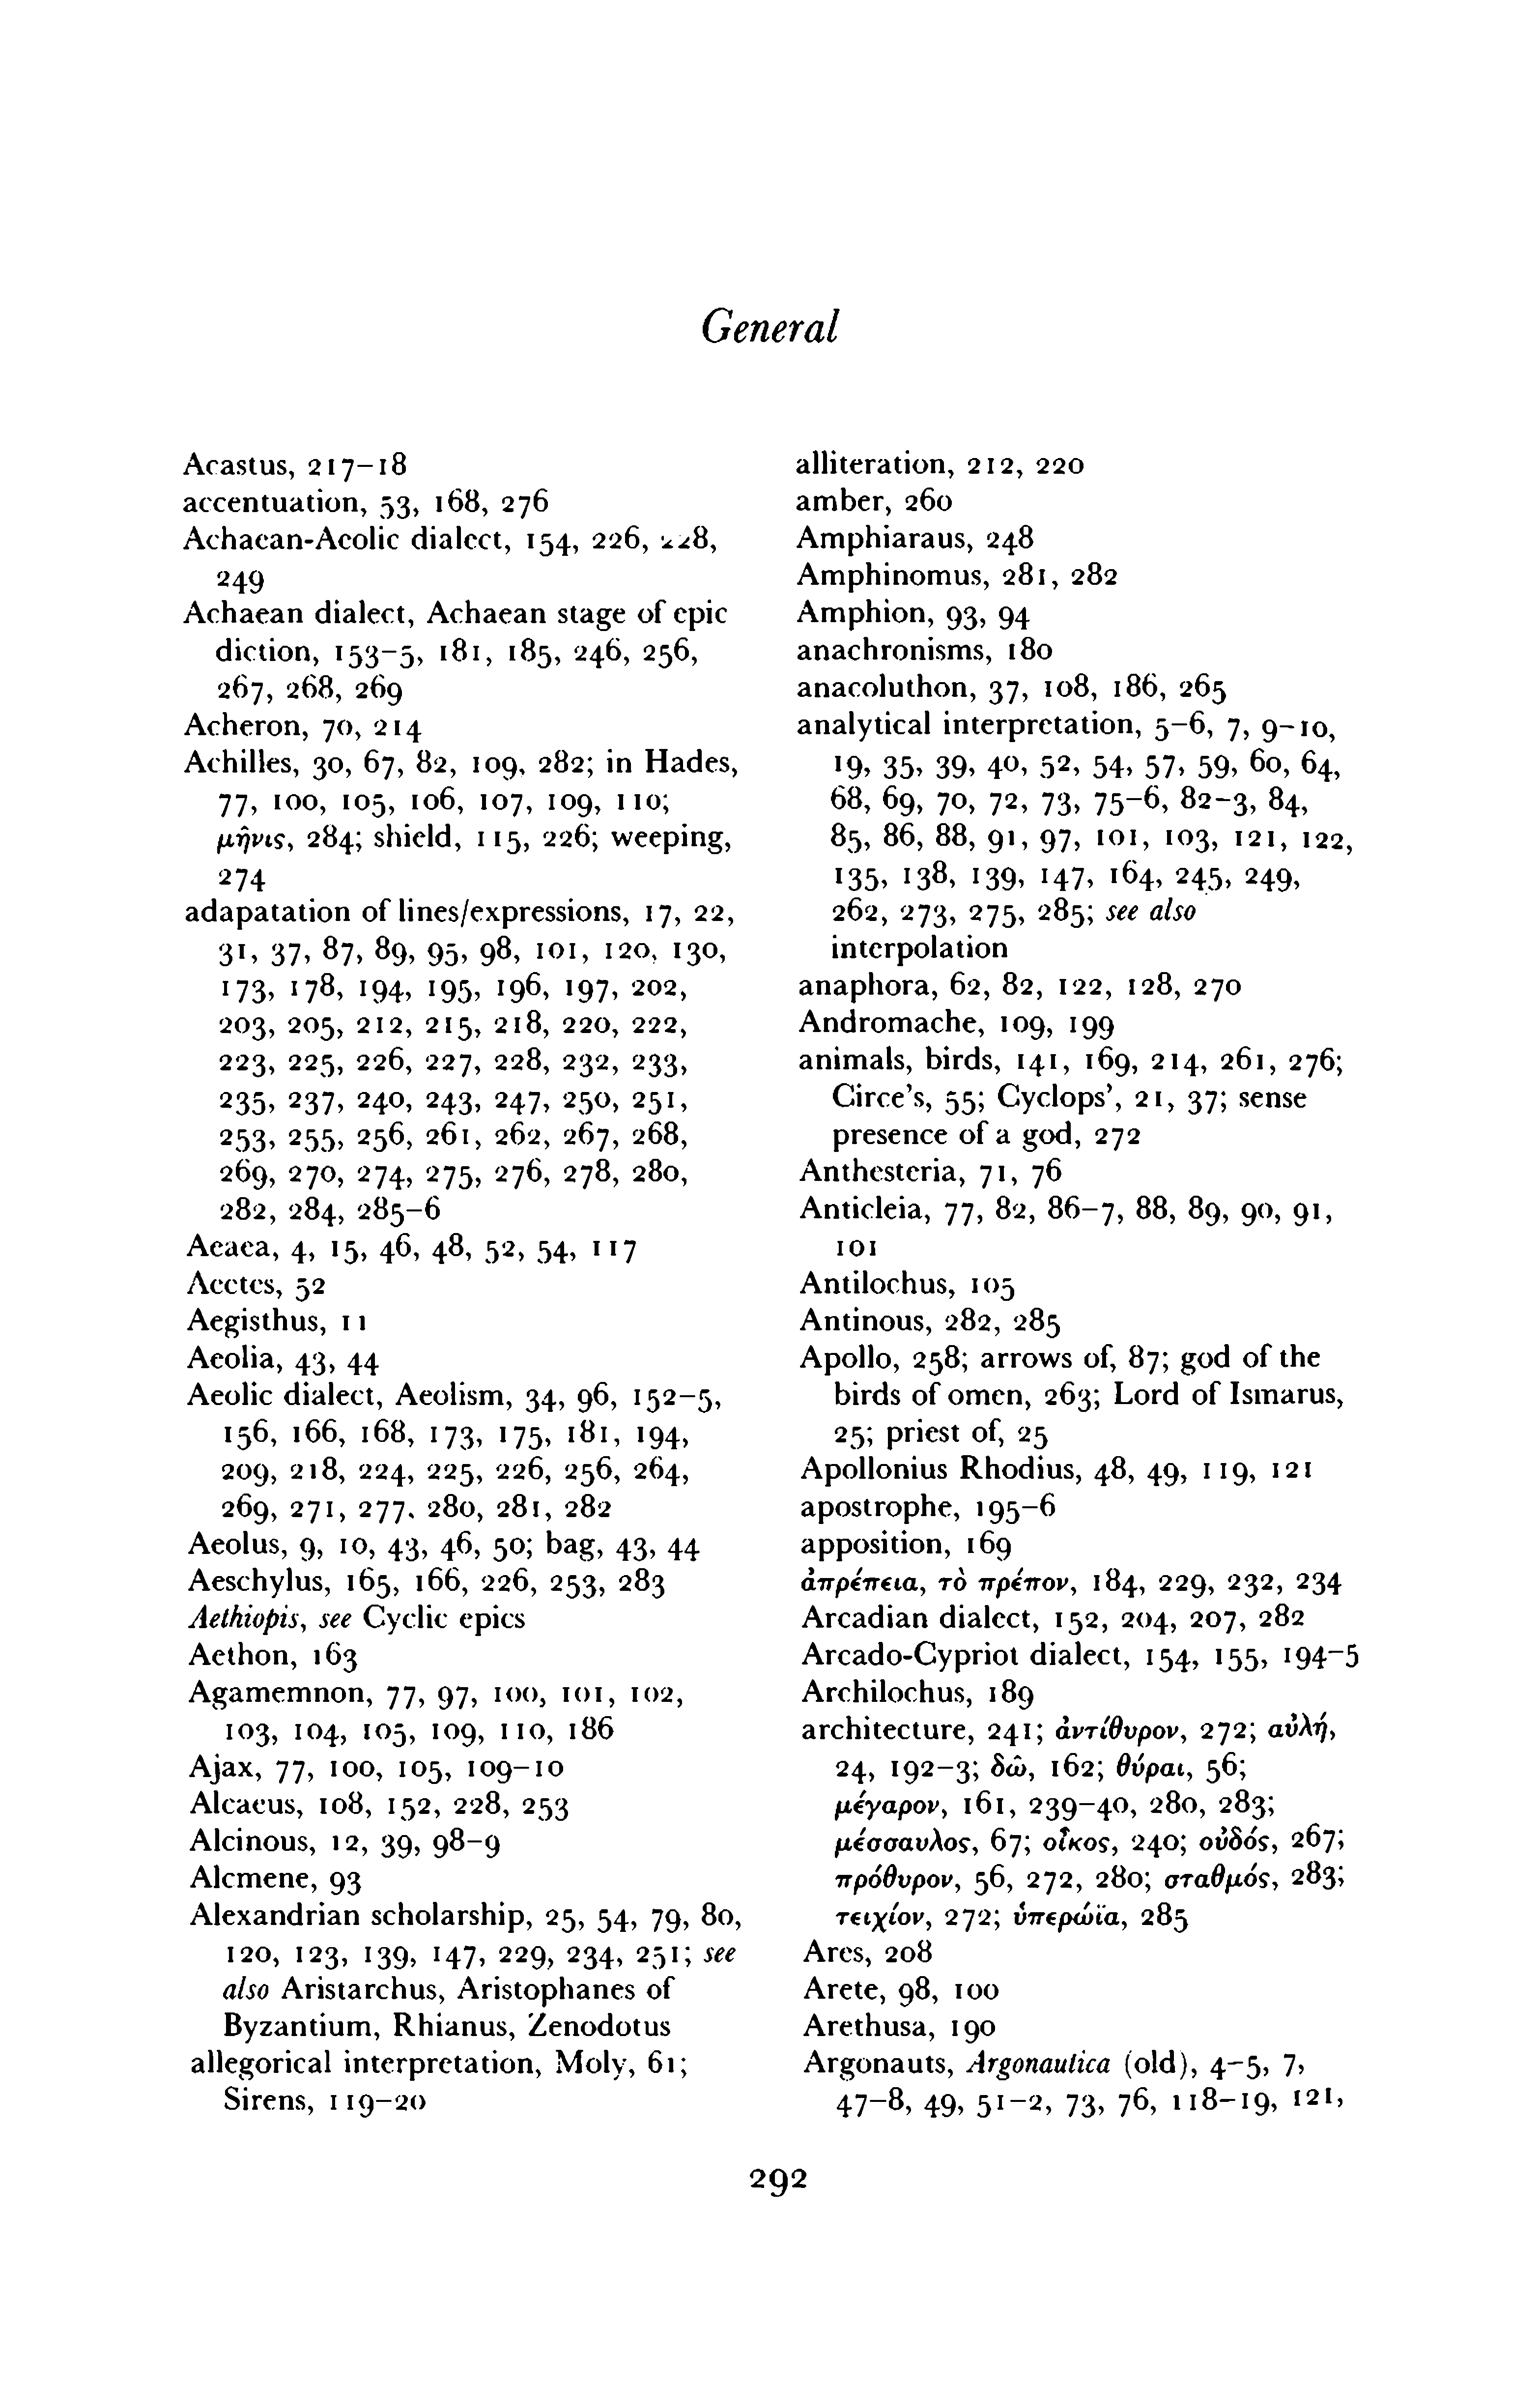 General
Acastus, 217–18
accentuation, 53, 168, 276
Achaean-Aeolic dialect, 154, 226, 228,
249
Achaean dialect, Achaean stage of epic
diction, 153–5, 181, 185, 246, 256,
267, 268, 269
Acheron, 70, 214
Achilles, 30, 67, 82, 109, 282; in Hades,
77, 100, 105, 106, 107, 109, 110;
μῆνις, 284; shield, 115, 226; weeping,
274
adapatation of lines/expressions, 17, 22,
31, 37, 87, 89, 95, 98, 101, 120, 130,
173, 178, 194, 195, 196, 197, 202,
203, 205, 212, 215, 218, 220, 222,
223, 225, 226, 227, 228, 232, 233,
235, 237, 240, 243, 247, 250, 251,
253, 255, 256, 261, 262, 267, 268,
269, 270, 274, 275, 276, 278, 280,
282, 284, 285–6
Aeaea, 4, 15, 46, 48, 52, 54, 117
Aeetes, 52
Aegisthus, 11
Aeolia, 43, 44
Aeolic dialect, Aeolism, 34, 96, 152–5,
156, 166, 168, 173, 175, 181, 194,
209, 218, 224, 225, 226, 256, 264,
269, 271, 277, 280, 281, 282
Aeolus, 9, 10, 43, 46, 50; bag, 43, 44
Aeschylus, 165, 166, 226, 253, 283
Aethiopis, see Cyclic epics
Aethon, 163
Agamemnon, 77, 97, 100, 101, 102,
103, 104, 105, 109, 110, 186
Ajax, 77, 100, 105, 109–10
Alcaeus, 108, 152, 228, 253
Alcinous, 12, 39, 98–9
Alcmene, 93
Alexandrian scholarship, 25, 54, 79, 80,
120, 123, 139, 147, 229, 234, 251; see
also Aristarchus, Aristophanes of
Byzantium, Rhianus, Zenodotus
allegorical interpretation, Moly, 61;
Sirens, 119–20
alliteration, 212, 220
amber, 260
Amphiaraus, 248
Amphinomus, 281, 282
Amphion, 93, 94
anachronisms, 180
anacoluthon, 37, 108, 186, 265
analytical interpretation, 5–6, 7, 9–10,
19, 35, 39, 40, 52, 54, 57, 59, 60, 64,
68, 69, 70, 72, 73, 75–6, 82–3, 84,
85, 86, 88, 91, 97, 101, 103, 121, 122,
135, 138, 139, 147, 164, 245, 249,
262, 273, 275, 285; see also
interpolation
anaphora, 62, 82, 122, 128, 270
Andromache, 109, 199
animals, birds, 141, 169, 214, 261, 276;
Circe's, 55; Cyclops', 21, 37; sense
presence of a god, 272
Anthesteria, 71, 76
Anticleia, 77, 82, 86–7, 88, 89, 90, 91,
101
Antilochus, 105
Antinous, 282, 285
Apollo, 258; arrows of, 87; god of the
birds of omen, 263; Lord of Ismarus,
25; priest of, 25
Apollonius Rhodius, 48, 49, 119, 121
apostrophe, 195–6
apposition, 169
ἀπρέπεια, τὸ πρέπον, 184, 229, 232, 234
Arcadian dialect, 152, 204, 207, 282
Arcado-Cypriot dialect, 154, 155, 194–5
Archilochus, 189
architecture, 241; ἀντίθυρον, 272; αὐλή,
24, 192–3; δῶ, 162; θύραι, 56;
μέγαρον, 161, 239–40, 280, 283;
μέσσαυλος, 67; οἶκος, 240; οὐδός, 267;
πρόθυρον, 56, 272, 280; σταθμός, 283;
τειχίον, 272; ὑπερώϊα, 285
Ares, 208
Arete, 98, 100
Arethusa, 190
Argonauts, Argonautica (old), 4–5, 7,
47–8, 49, 51–2, 73, 76, 118–19, 121,
292